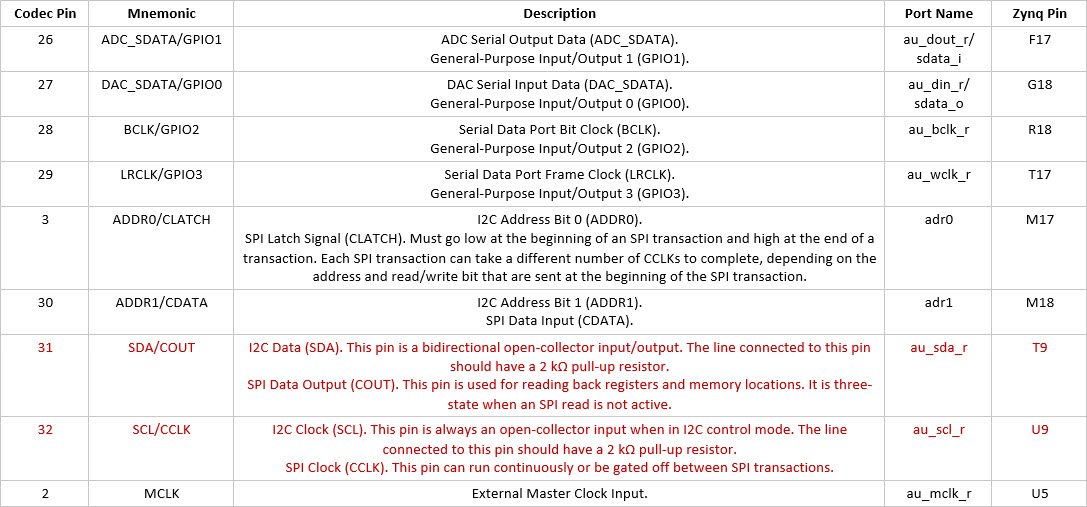 Codec Pin Mnemonic Description Port Name Zynq Pin
26 ADC_SDATA/GPIO1 ADC Serial Output Data (ADC_SDATA). au_dout_r/ F17
General-Purpose Input/Output 1 (GPIO1). sdata_i
27 DAC_SDATA/GPIO0 DAC Serial Input Data (DAC_SDATA). au_din_r/ G18
General-Purpose Input/Output 0 (GPIO0). sdata_o
28 BCLK/GPIO2 Serial Data Port Bit Clock (BCLK). au_bclk_r R18
General-Purpose Input/Output 2 (GPIO2).
29 LRCLK/GPIO3 Serial Data Port Frame Clock (LRCLK). au_wclk_r T17
General-Purpose Input/Output 3 (GPIO3).
3 ADDR0/CLATCH I2C Address Bit 0 (ADDR0). adr0 M17
SPI Latch Signal (CLATCH). Must go low at the beginning of an SPI transaction and high at the end of a
transaction. Each SPI transaction can take a different number of CCLKs to complete, depending on the
address and read/write bit that are sent at the beginning of the SPI transaction.
30 ADDR1/CDATA I2C Address Bit 1 (ADDR1). adr1 M18
SPI Data Input (CDATA).
31 SDA/COUT I2C Data (SDA). This pin is a bidirectional open-collector input/output. The line connected to this pin au_sda_r T9
should have a 2 kΩ pull-up resistor.
SPI Data Output (COUT). This pin is used for reading back registers and memory locations. It is three-
state when an SPI read is not active.
32 SCL/CCLK I2C Clock (SCL). This pin is always an open-collector input when in I2C control mode. The line au_scl_r U9
connected to this pin should have a 2 kΩ pull-up resistor.
SPI Clock (CCLK). This pin can run continuously or be gated off between SPI transactions.
2 MCLK External Master Clock Input. au_mclk_r U5